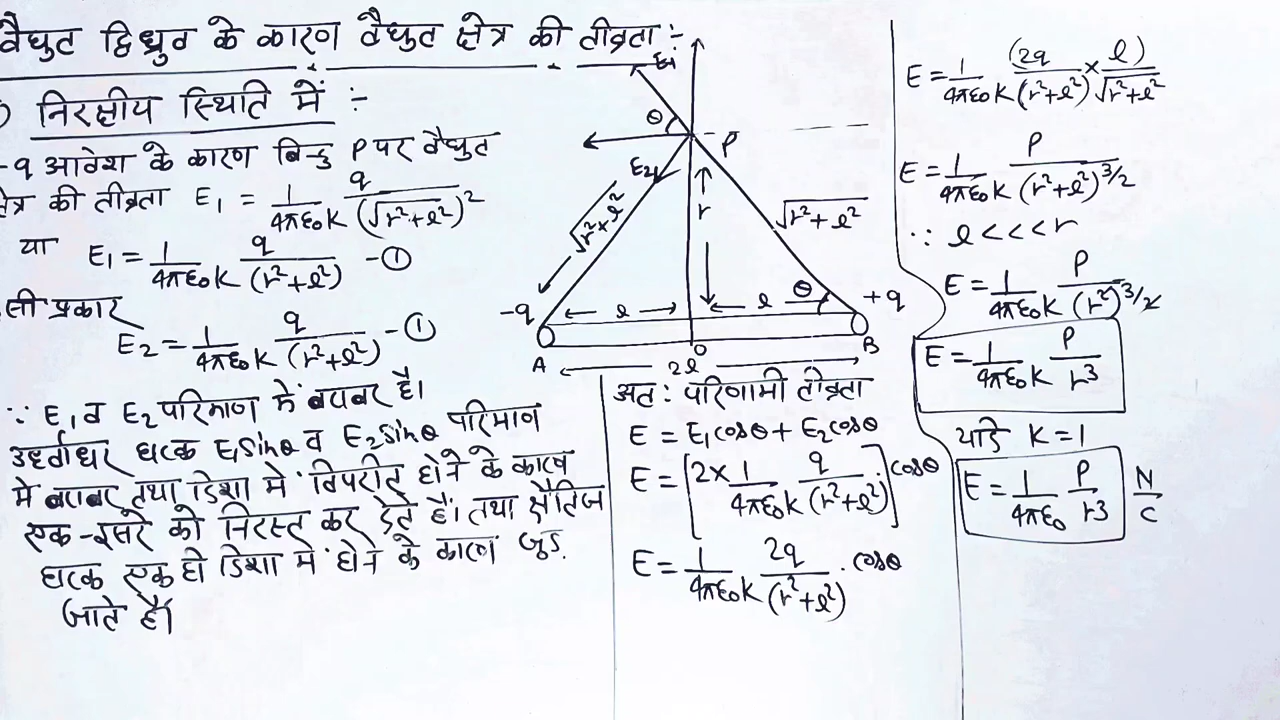 वैद्युत द्विध्रुव के कारण वैद्युत क्षेत्र की तीव्रता :-
) निरक्षीय स्थिति में :-
-q आवेश के कारण बिन्दु P पर वैद्युत
क्षेत्र की तीव्रता E₁ = 1/4πε₀K q/(√r²+l²)²
या E₁ = 1/4πε₀K q/(r²+l²) -①
सी प्रकार
E₂ = 1/4πε₀K q/(r²+l²) -①
∵ E₁ व E₂ परिमाण में बराबर है।
उर्ध्वाधर घटक E₁sinθ व E₂sinθ परिमाण
मे बराबर तथा दिशा में विपरीत होने के कारण
एक-दूसरे को निरस्त कर देते हैं। तथा क्षैतिज
घटक एक ही दिशा में होने के कारण जुड़
जाते हैं।
E₁
θ
P
E₂
√r²+l²
r
√r²+l²
-q
l
l
θ
+q
A
O
B
2l
अतः परिणामी तीव्रता
E = E₁cosθ + E₂cosθ
E = [2× 1/4πε₀K q/(r²+l²)] cosθ
E = 1/4πε₀K 2q/(r²+l²) . cosθ
E = 1/4πε₀K (2q/(r²+l²) × l)/√r²+l²
E = 1/4πε₀K P/(r²+l²)^3/2
∵ l<<<r
E = 1/4πε₀K P/(r²)^3/2
E = 1/4πε₀K P/r3
यदि K = 1
E = 1/4πε₀ P/r3 N/C